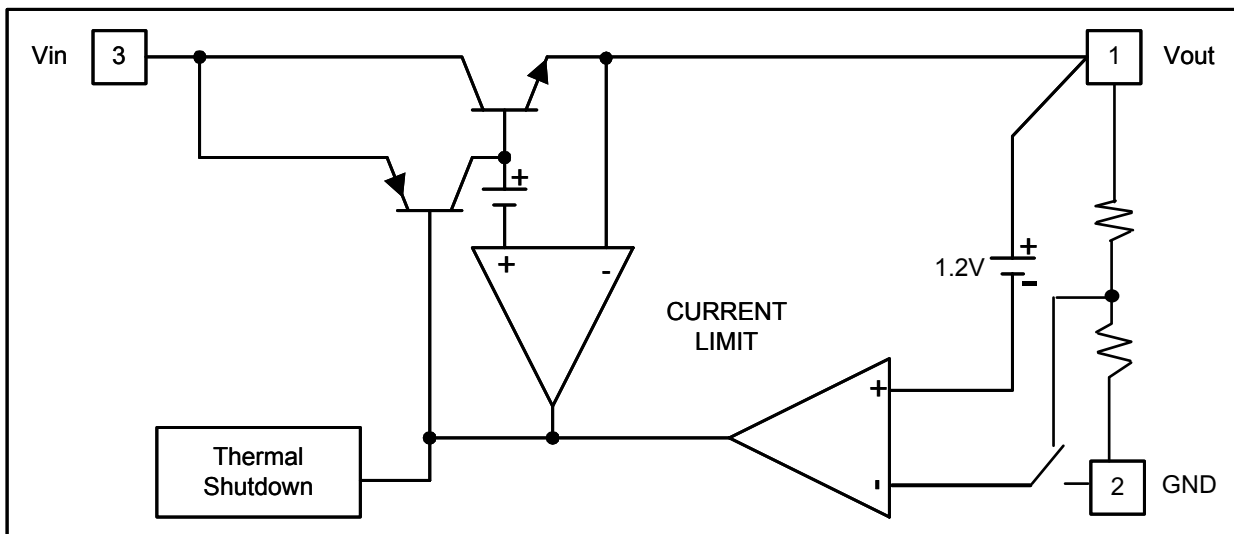 Vin
3
1
Vout
+
+
-
CURRENT
LIMIT
1.2V
+
-
+
-
Thermal
Shutdown
2
GND